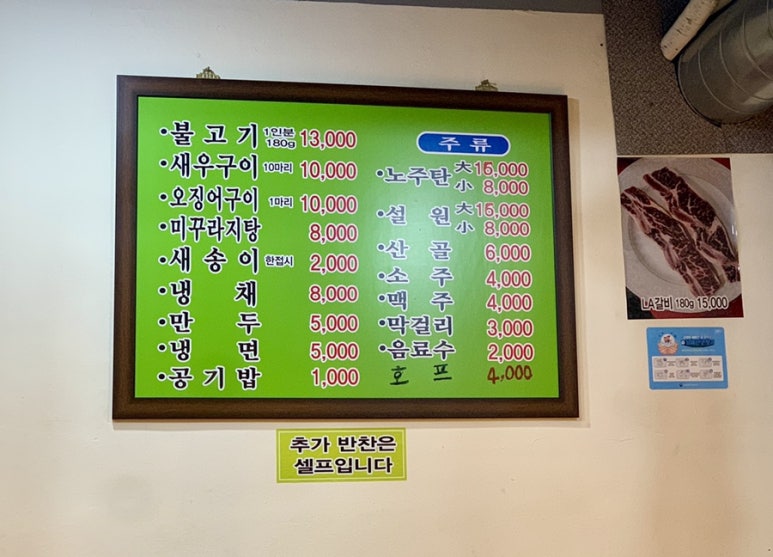 ·불고기 1인분 180g 13,000
·새우구이 10마리 10,000
·오징어구이 1마리 10,000
·미꾸라지탕 8,000
·새송이 한접시 2,000
·냉채 8,000
·만두 5,000
·냉면 5,000
·공기밥 1,000
주류
·노주탄 大 15,000
小 8,000
·설원 大 15,000
小 8,000
·산골 6,000
·소주 4,000
·맥주 4,000
·막걸리 3,000
·음료수 2,000
호프 4,000
추가 반찬은
셀프입니다
LA갈비 180g 15,000